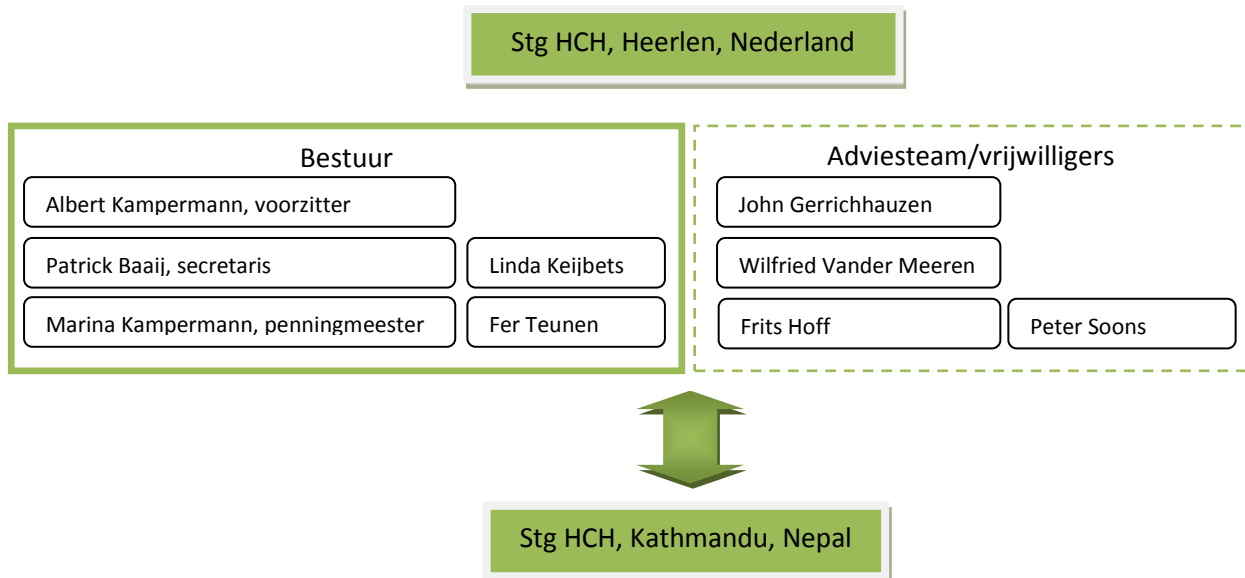 Stg HCH, Heerlen, Nederland
Bestuur
Albert Kampermann, voorzitter
Patrick Baaij, secretaris
Linda Keijbets
Marina Kampermann, penningmeester
Fer Teunen
Adviesteam/vrijwilligers
John Gerrichhauzen
Wilfried Vander Meeren
Frits Hoff
Peter Soons
Stg HCH, Kathmandu, Nepal